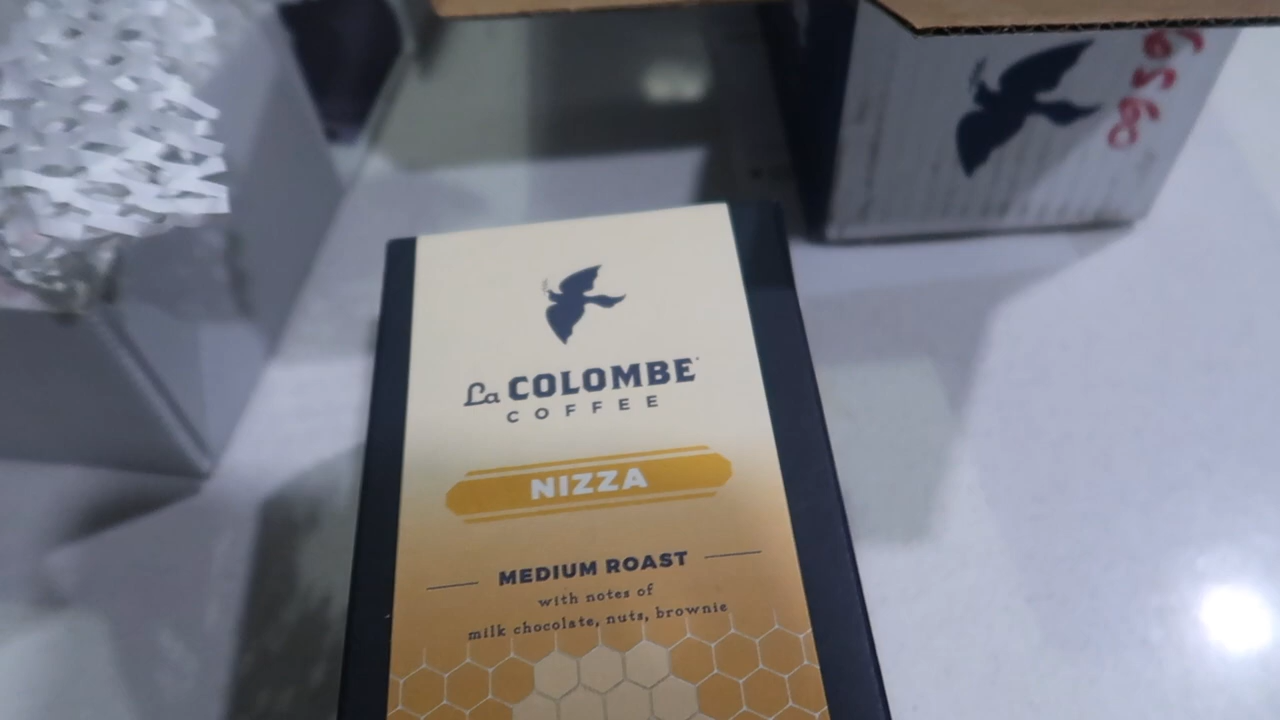 La COLOMBE
COFFEE
NIZZA
MEDIUM ROAST
with notes of
milk chocolate, nuts, brownie